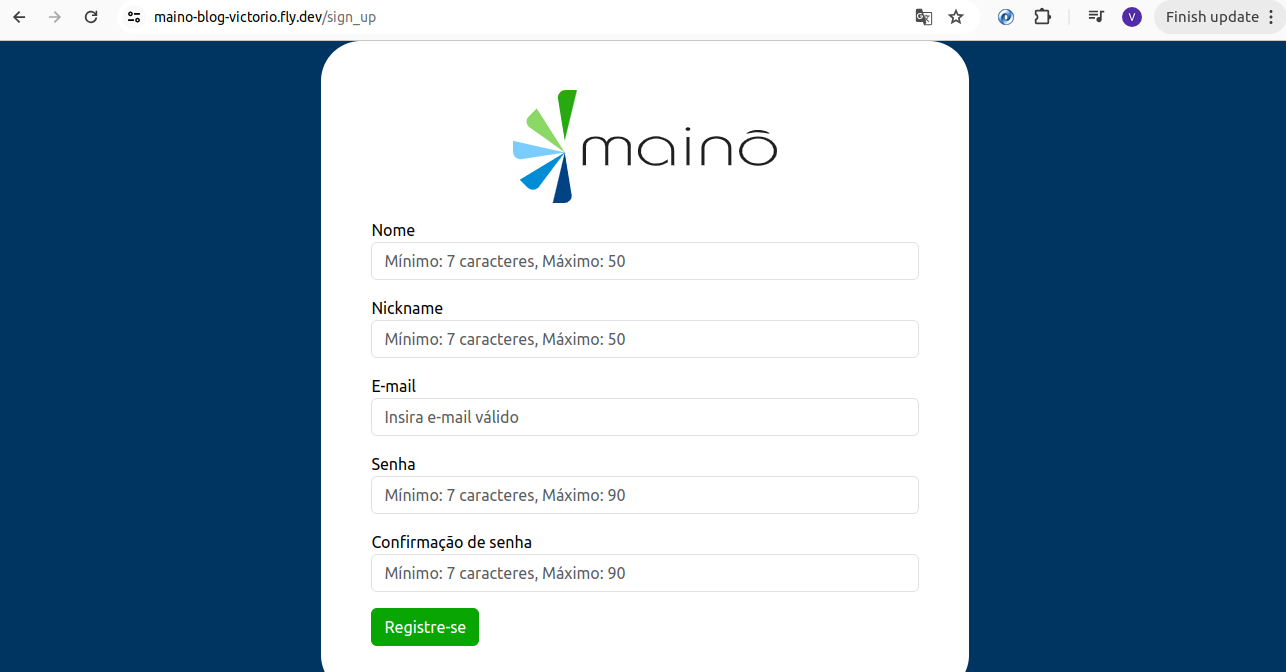 maino-blog-victorio.fly.dev/sign_up
V
Finish update
mainô
Nome
Mínimo: 7 caracteres, Máximo: 50
Nickname
Mínimo: 7 caracteres, Máximo: 50
E-mail
Insira e-mail válido
Senha
Mínimo: 7 caracteres, Máximo: 90
Confirmação de senha
Mínimo: 7 caracteres, Máximo: 90
Registre-se